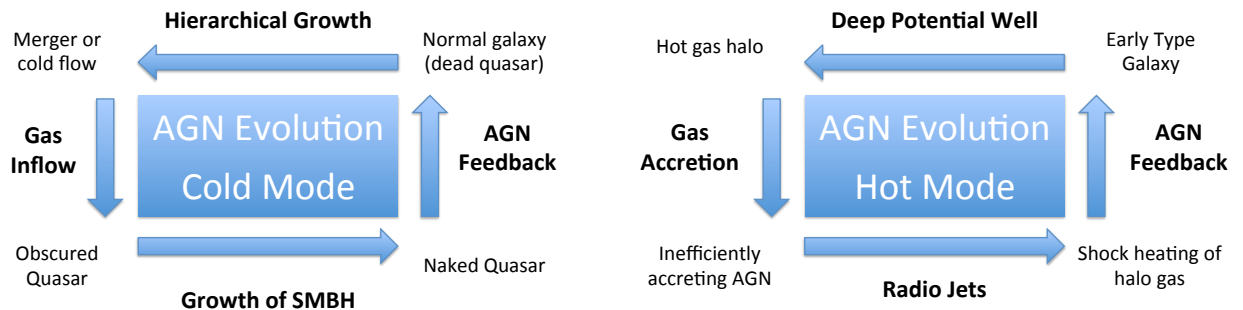 Hierarchical Growth
Merger or
cold flow
Normal galaxy
(dead quasar)
Gas
Inflow
AGN Evolution
Cold Mode
AGN
Feedback
Obscured
Quasar
Naked Quasar
Growth of SMBH
Deep Potential Well
Hot gas halo
Early Type
Galaxy
Gas
Accretion
AGN Evolution
Hot Mode
AGN
Feedback
Inefficiently
accreting AGN
Shock heating of
halo gas
Radio Jets